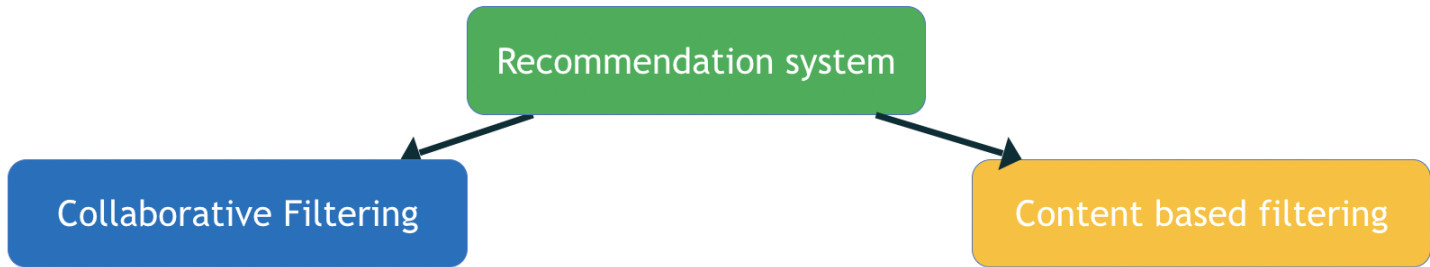 Recommendation system
Collaborative Filtering
Content based filtering